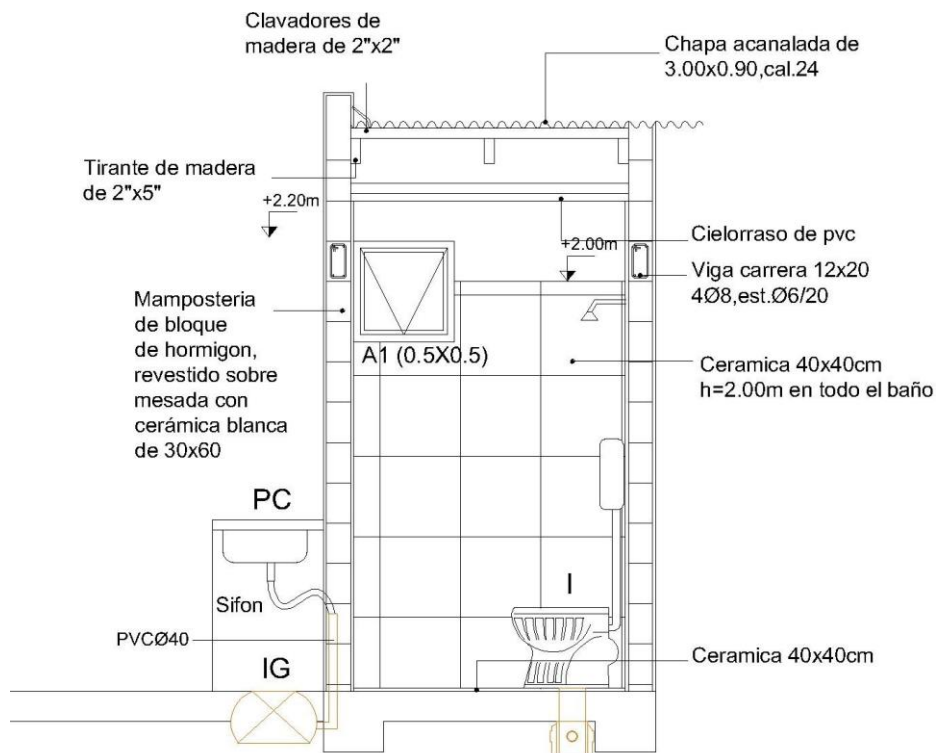 Clavadores de
madera de 2"x2"
Chapa acanalada de
3.00x0.90,cal.24
Tirante de madera
de 2"x5"
+2.20m
+2.00m
Cielorraso de pvc
Viga carrera 12x20
4Ø8,est.Ø6/20
Mamposteria
de bloque
de hormigon,
revestido sobre
mesada con
cerámica blanca
de 30x60
A1 (0.5X0.5)
Ceramica 40x40cm
h=2.00m en todo el baño
PC
Sifon
I
PVCØ40
IG
Ceramica 40x40cm